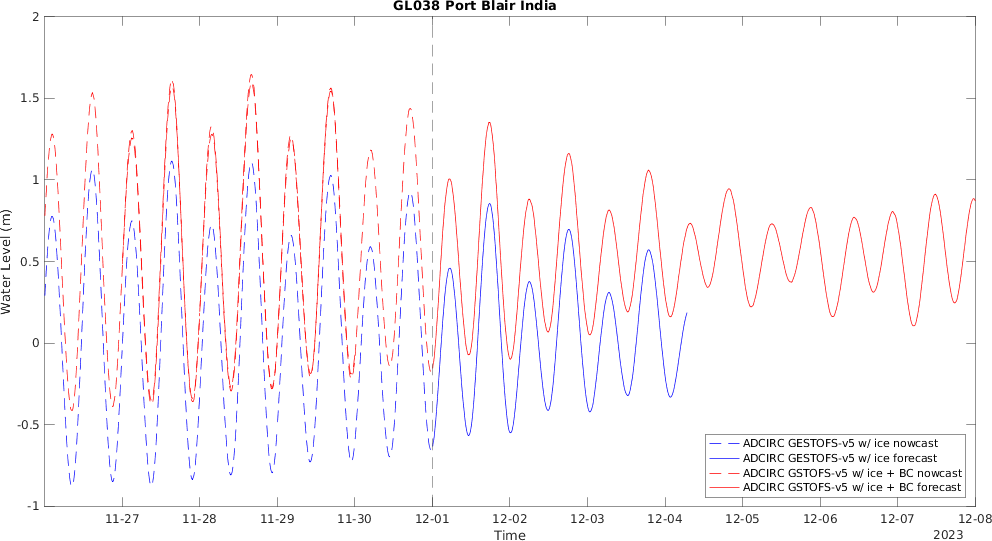 GL038 Port Blair India
2
1.5
1
0.5
0
-0.5
-1
Water Level (m)
11-27 11-28 11-29 11-30 12-01 12-02 12-03 12-04 12-05 12-06 12-07 12-08
Time
2023
ADCIRC GESTOFS-v5 w/ ice nowcast
ADCIRC GESTOFS-v5 w/ ice forecast
ADCIRC GSTOFS-v5 w/ ice + BC nowcast
ADCIRC GSTOFS-v5 w/ ice + BC forecast